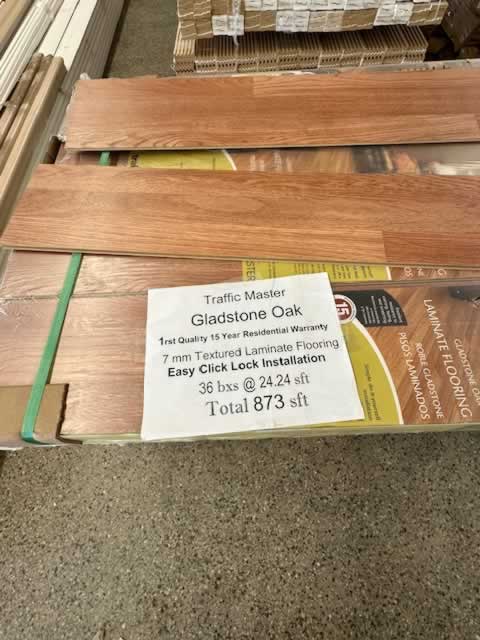 Traffic Master
Gladstone Oak
1rst Quality 15 Year Residential Warranty
7 mm Textured Laminate Flooring
Easy Click Lock Installation
36 bxs @ 24.24 sft
Total 873 sft
15
GLADSTONE OAK
LAMINATE FLOORING
ROBLE GLADSTONE
PISOS LAMINADOS